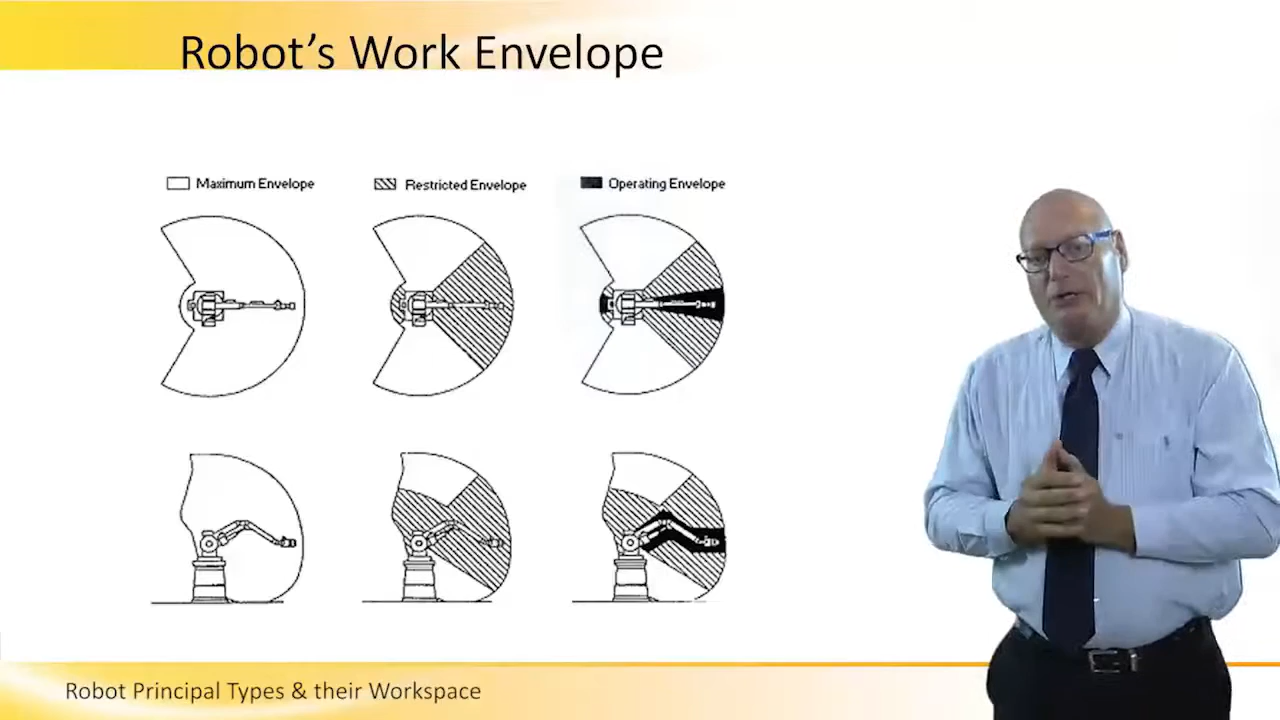 Robot's Work Envelope
Maximum Envelope
Restricted Envelope
Operating Envelope
Robot Principal Types & their Workspace